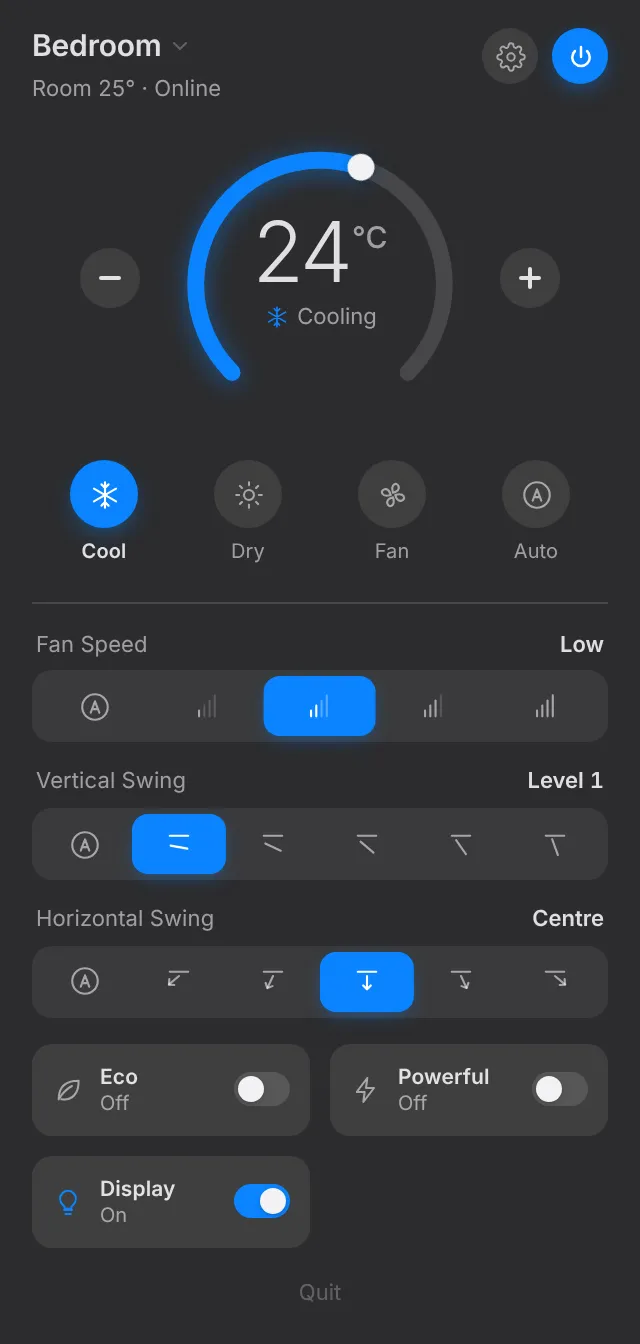 Bedroom
Room 25° · Online
24°C
Cooling
Cool
Dry
Fan
A
Auto
Fan Speed
Low
A
Vertical Swing
Level 1
A
Horizontal Swing
Centre
A
Eco
Off
Powerful
Off
Display
On
Quit